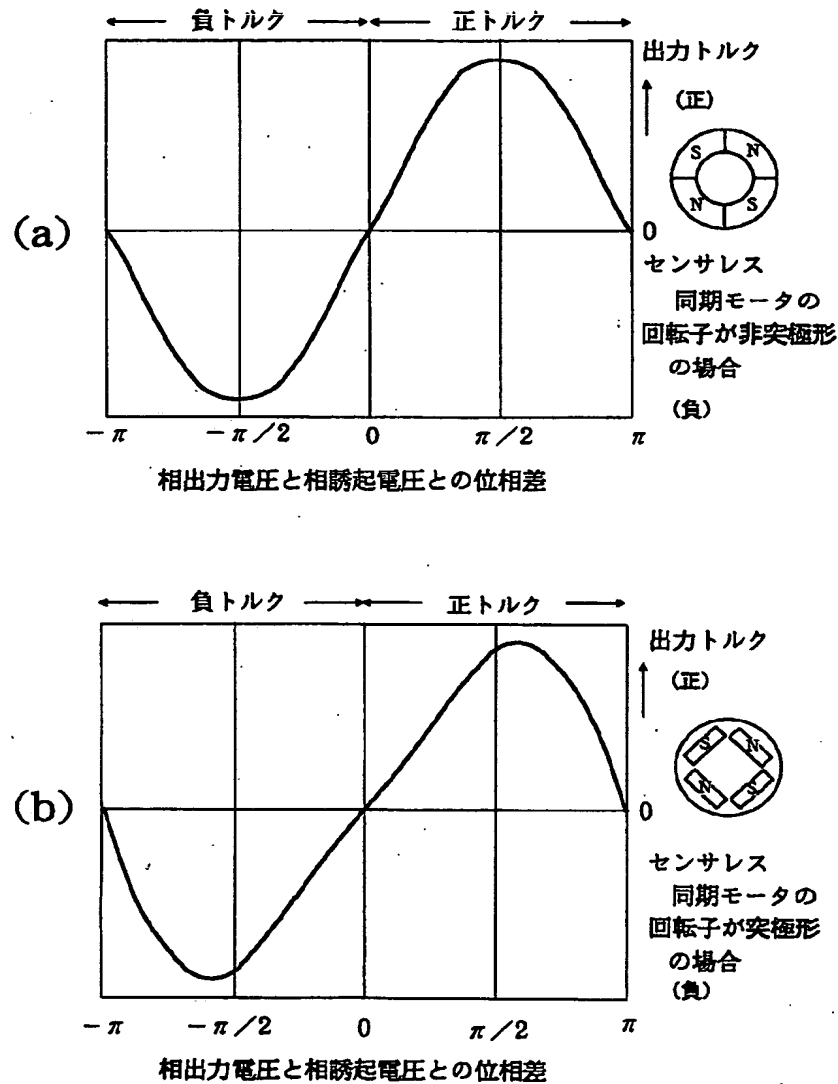 負トルク 正トルク
出力トルク
(正)
S N
N S
(a)
0
センサレス
同期モータの
回転子が非突極形
の場合
(負)
-π -π/2 0 π/2 π
相出力電圧と相誘起電圧との位相差
負トルク 正トルク
出力トルク
(正)
S N
N S
(b)
0
センサレス
同期モータの
回転子が突極形
の場合
(負)
-π -π/2 0 π/2 π
相出力電圧と相誘起電圧との位相差